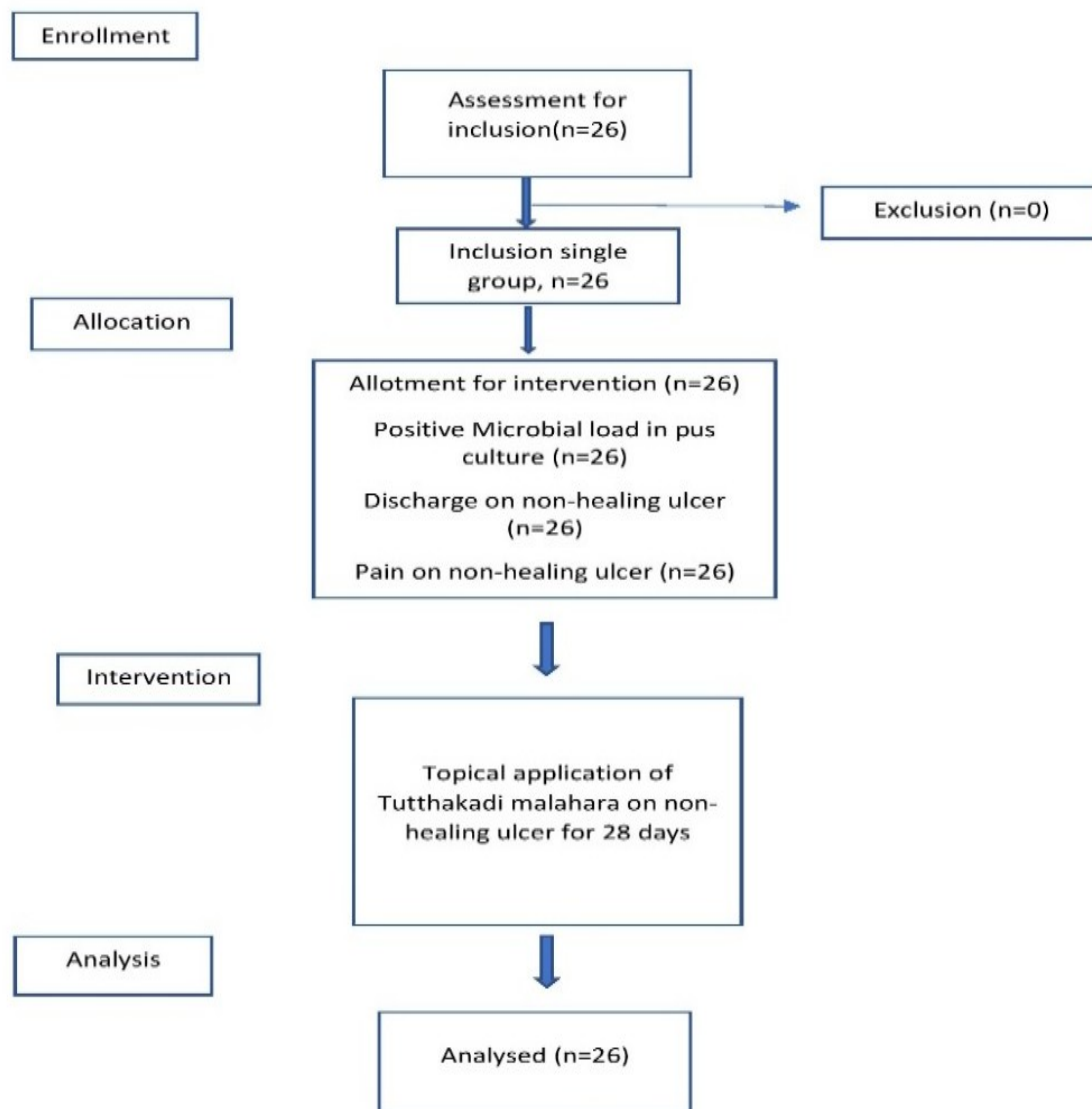 Enrollment
Assessment for
inclusion(n=26)
Exclusion (n=0)
Inclusion single
group, n=26
Allocation
Allotment for intervention (n=26)
Positive Microbial load in pus
culture (n=26)
Discharge on non-healing ulcer
(n=26)
Pain on non-healing ulcer (n=26)
Intervention
Topical application of
Tutthakadi malahara on non-
healing ulcer for 28 days
Analysis
Analysed (n=26)